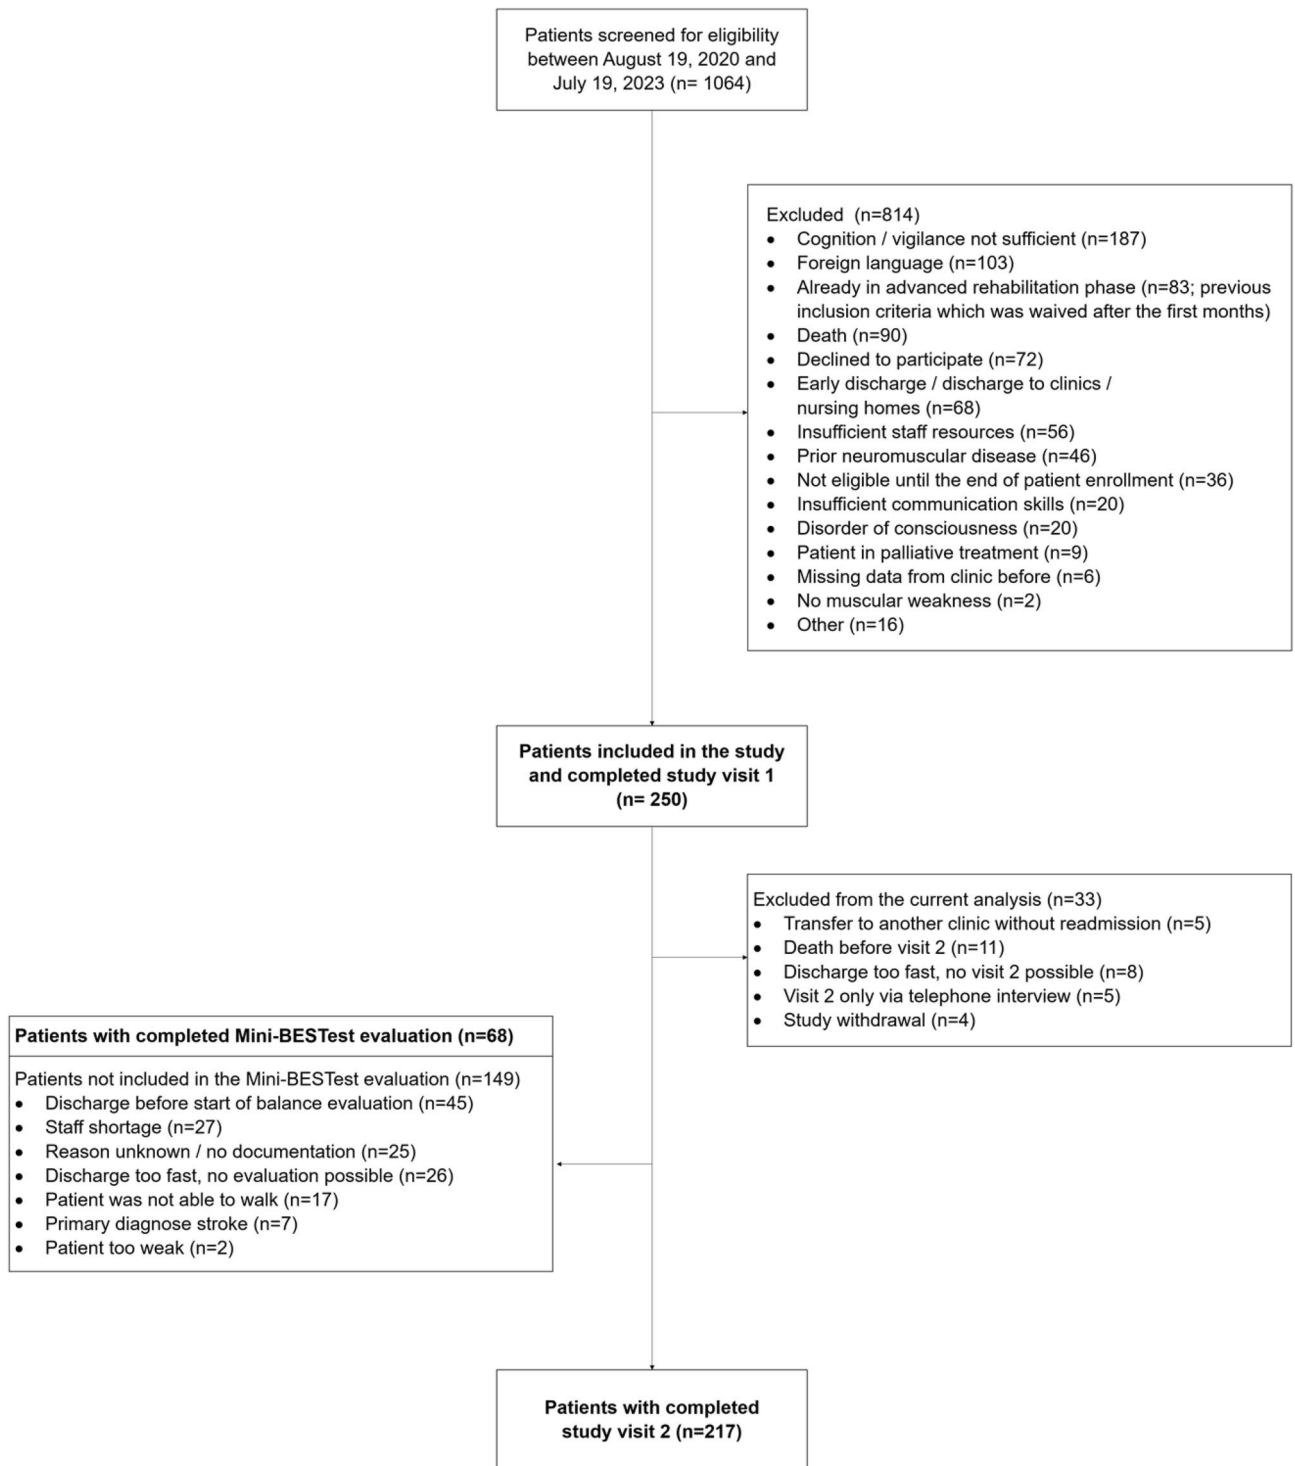 Patients screened for eligibility
between August 19, 2020 and
July 19, 2023 (n= 1064)
Excluded  (n=814)
• Cognition / vigilance not sufficient (n=187)
• Foreign language (n=103)
• Already in advanced rehabilitation phase (n=83; previous
inclusion criteria which was waived after the first months)
• Death (n=90)
• Declined to participate (n=72)
• Early discharge / discharge to clinics /
nursing homes (n=68)
• Insufficient staff resources (n=56)
• Prior neuromuscular disease (n=46)
• Not eligible until the end of patient enrollment (n=36)
• Insufficient communication skills (n=20)
• Disorder of consciousness (n=20)
• Patient in palliative treatment (n=9)
• Missing data from clinic before (n=6)
• No muscular weakness (n=2)
• Other (n=16)
Patients included in the study
and completed study visit 1
(n= 250)
Excluded from the current analysis (n=33)
• Transfer to another clinic without readmission (n=5)
• Death before visit 2 (n=11)
• Discharge too fast, no visit 2 possible (n=8)
• Visit 2 only via telephone interview (n=5)
• Study withdrawal (n=4)
Patients with completed Mini-BESTest evaluation (n=68)
Patients not included in the Mini-BESTest evaluation (n=149)
• Discharge before start of balance evaluation (n=45)
• Staff shortage (n=27)
• Reason unknown / no documentation (n=25)
• Discharge too fast, no evaluation possible (n=26)
• Patient was not able to walk (n=17)
• Primary diagnose stroke (n=7)
• Patient too weak (n=2)
Patients with completed
study visit 2 (n=217)